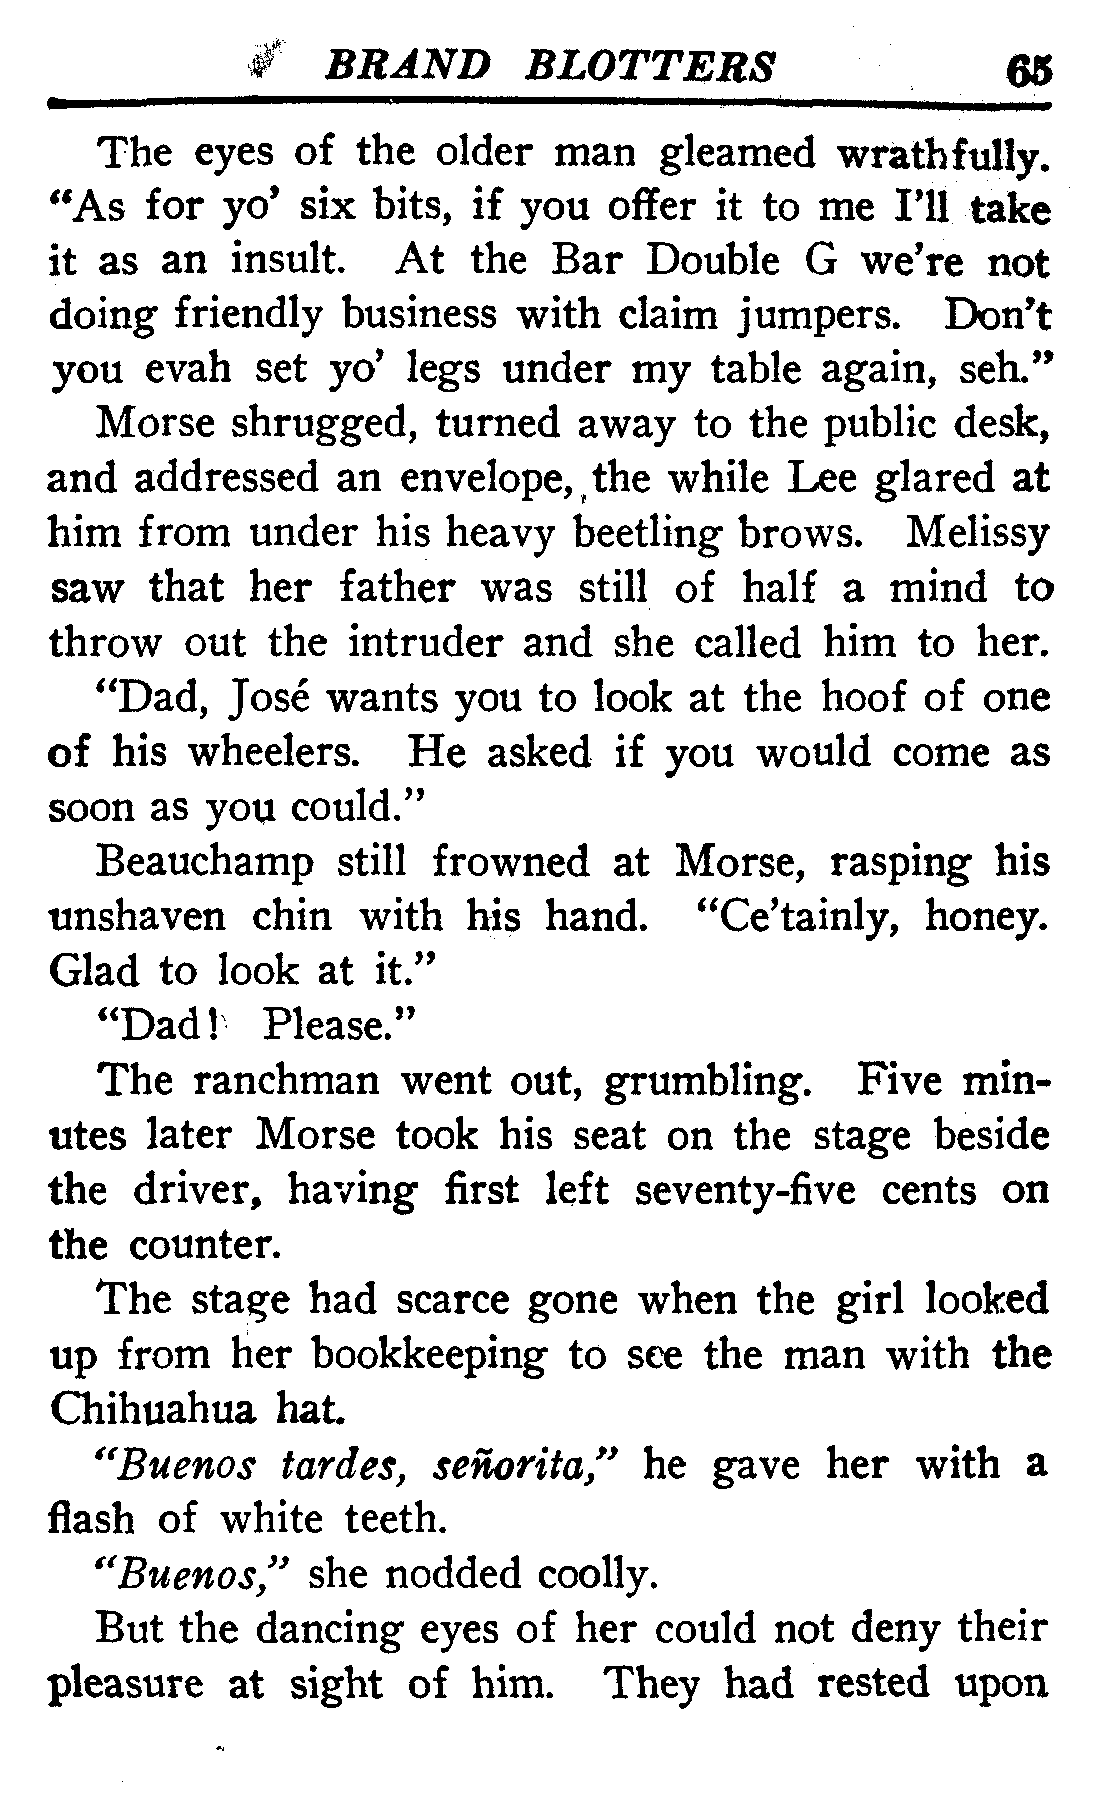 BRAND BLOTTERS 65
The eyes of the older man gleamed wrathfully.
“As for yo’ six bits, if you offer it to me I’ll take
it as an insult. At the Bar Double G we’re not
doing friendly business with claim jumpers. Don’t
you evah set yo’ legs under my table again, seh.”
Morse shrugged, turned away to the public desk,
and addressed an envelope, the while Lee glared at
him from under his heavy beetling brows. Melissy
saw that her father was still of half a mind to
throw out the intruder and she called him to her.
“Dad, José wants you to look at the hoof of one
of his wheelers. He asked if you would come as
soon as you could.”
Beauchamp still frowned at Morse, rasping his
unshaven chin with his hand. “Ce’tainly, honey.
Glad to look at it.”
“Dad! Please.”
The ranchman went out, grumbling. Five min-
utes later Morse took his seat on the stage beside
the driver, having first left seventy-five cents on
the counter.
The stage had scarce gone when the girl looked
up from her bookkeeping to see the man with the
Chihuahua hat.
“Buenos tardes, señorita,” he gave her with a
flash of white teeth.
“Buenos,” she nodded coolly.
But the dancing eyes of her could not deny their
pleasure at sight of him. They had rested upon